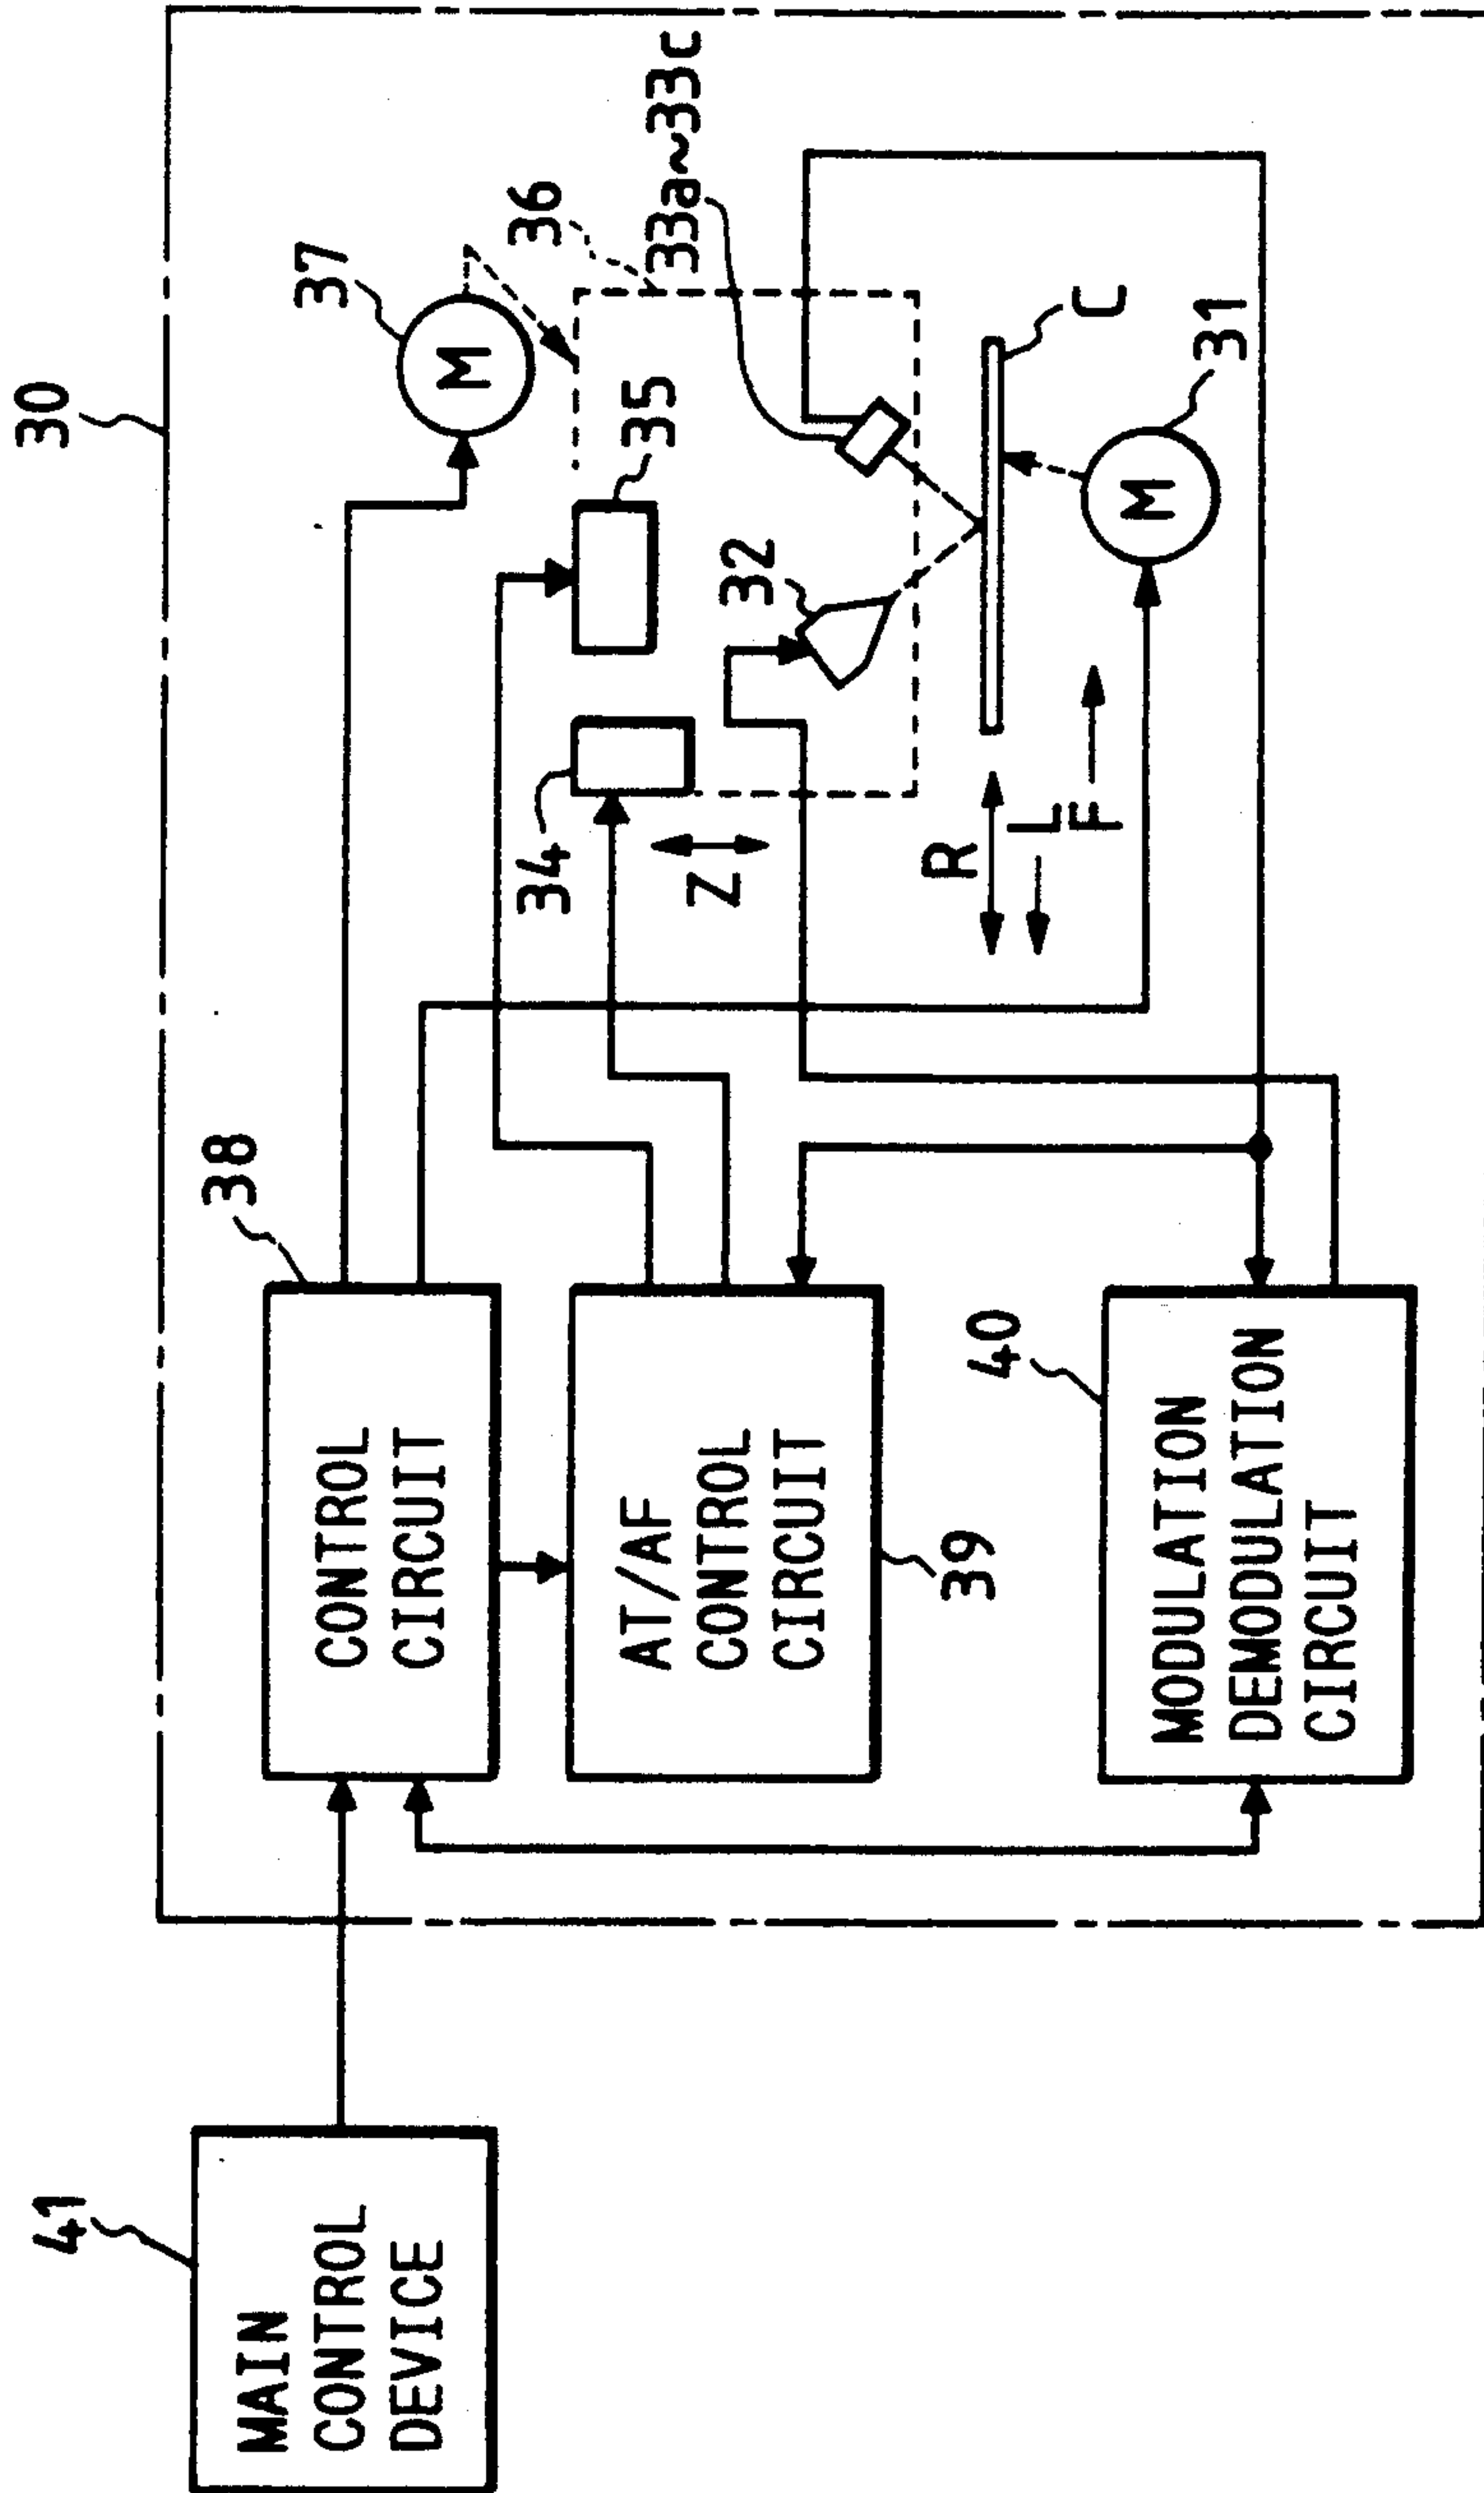 30
37
M
36
33a~33c
38
CONTROL
CIRCUIT
35
34
32
Z
R
L
F
C
31
M
AT/AF
CONTROL
CIRCUIT
39
40
MODULATION
DEMODULATION
CIRCUIT
41
MAIN
CONTROL
DEVICE